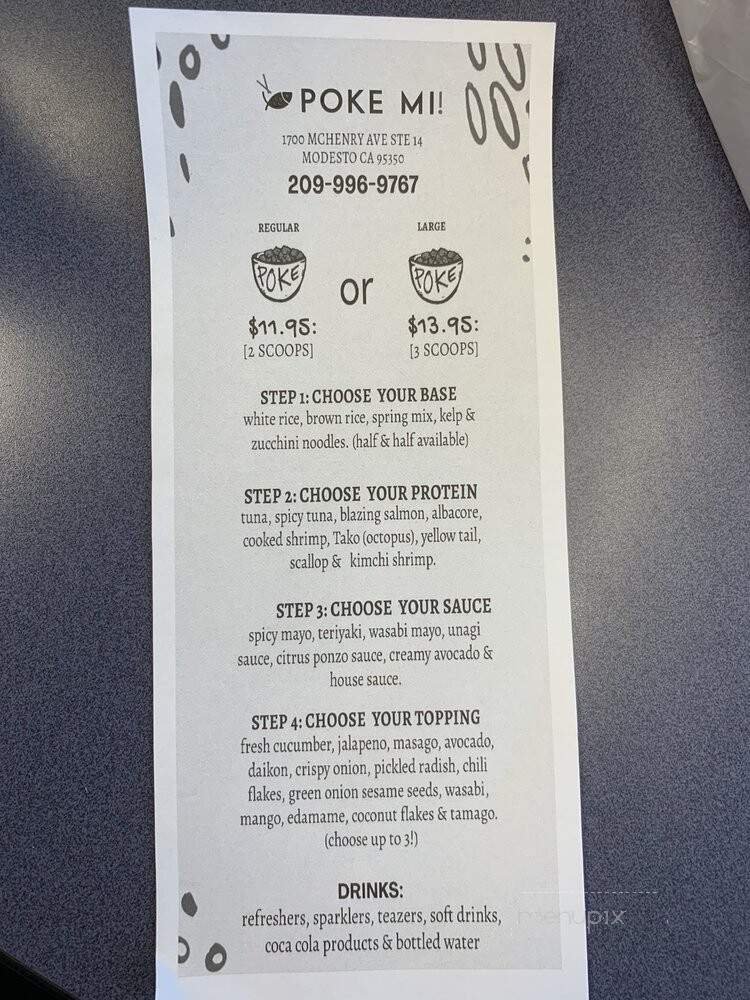 POKE MI!
1700 MCHENRY AVE STE 14
MODESTO CA 95350
209-996-9767
REGULAR
LARGE
POKE
or
POKE
$11.95:
$13.95:
[2 SCOOPS]
[3 SCOOPS]
STEP 1: CHOOSE YOUR BASE
white rice, brown rice, spring mix, kelp &
zucchini noodles. (half & half available)
STEP 2: CHOOSE YOUR PROTEIN
tuna, spicy tuna, blazing salmon, albacore,
cooked shrimp, Tako (octopus), yellow tail,
scallop & kimchi shrimp.
STEP 3: CHOOSE YOUR SAUCE
spicy mayo, teriyaki, wasabi mayo, unagi
sauce, citrus ponzo sauce, creamy avocado &
house sauce.
STEP 4: CHOOSE YOUR TOPPING
fresh cucumber, jalapeno, masago, avocado,
daikon, crispy onion, pickled radish, chili
flakes, green onion sesame seeds, wasabi,
mango, edamame, coconut flakes & tamago.
(choose up to 3!)
DRINKS:
refreshers, sparklers, teazers, soft drinks,
coca cola products & bottled water
menupix